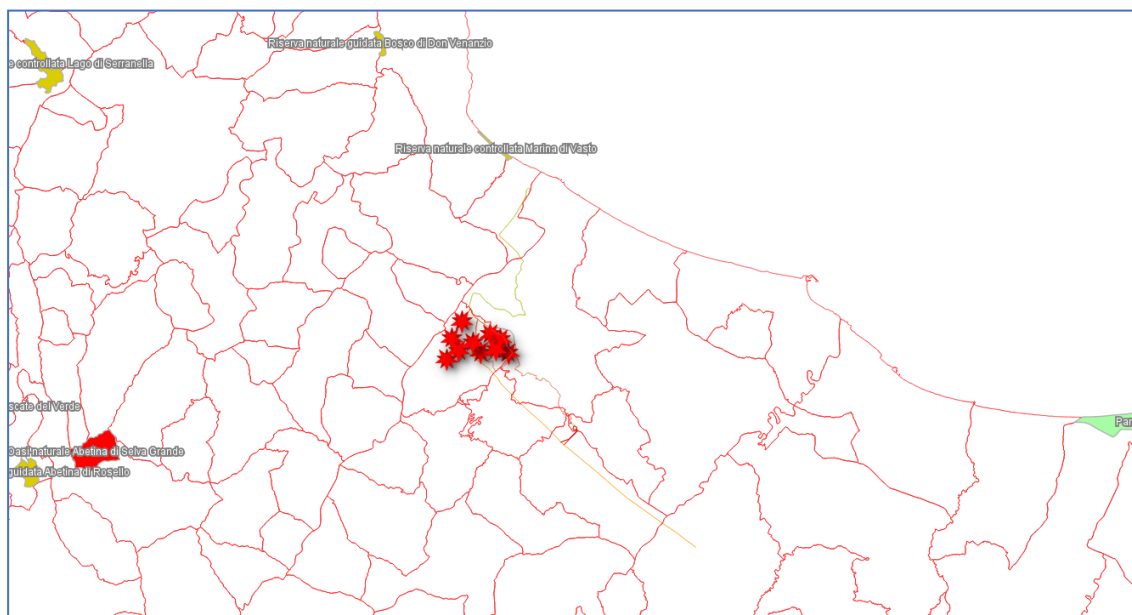 Riserva naturale guidata Bosco di Don Venanzio
e controllata Lago di Serranella
Riserva naturale controllata Marina di Vasto
scate del Verde
Oasi naturale Abetina di Selva Grande
guidata Abetina di Rosello
Par